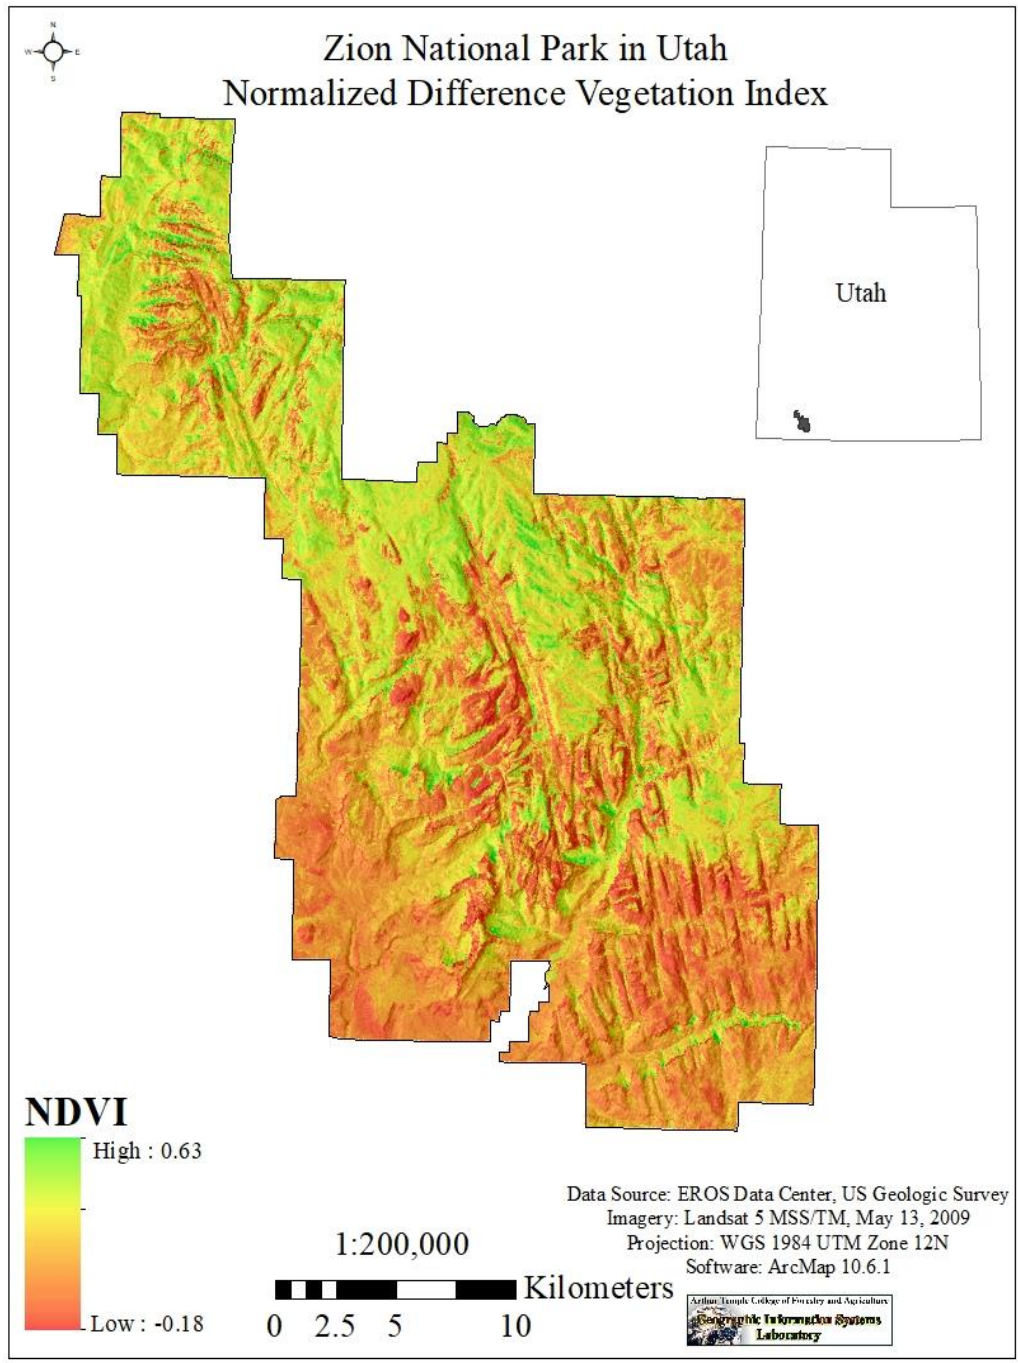 N
W E
S
Zion National Park in Utah
Normalized Difference Vegetation Index
Utah
NDVI
High : 0.63
Low : -0.18
1:200,000
Kilometers
0 2.5 5 10
Data Source: EROS Data Center, US Geologic Survey
Imagery: Landsat 5 MSS/TM, May 13, 2009
Projection: WGS 1984 UTM Zone 12N
Software: ArcMap 10.6.1
Arthur Temple College of Forestry and Agriculture
Geographic Information Systems
Laboratory